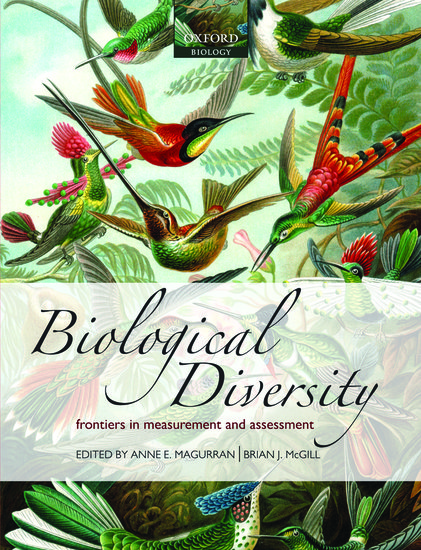 OXFORD
BIOLOGY
Biological
Diversity
frontiers in measurement and assessment
EDITED BY ANNE E. MAGURRAN | BRIAN J. McGILL